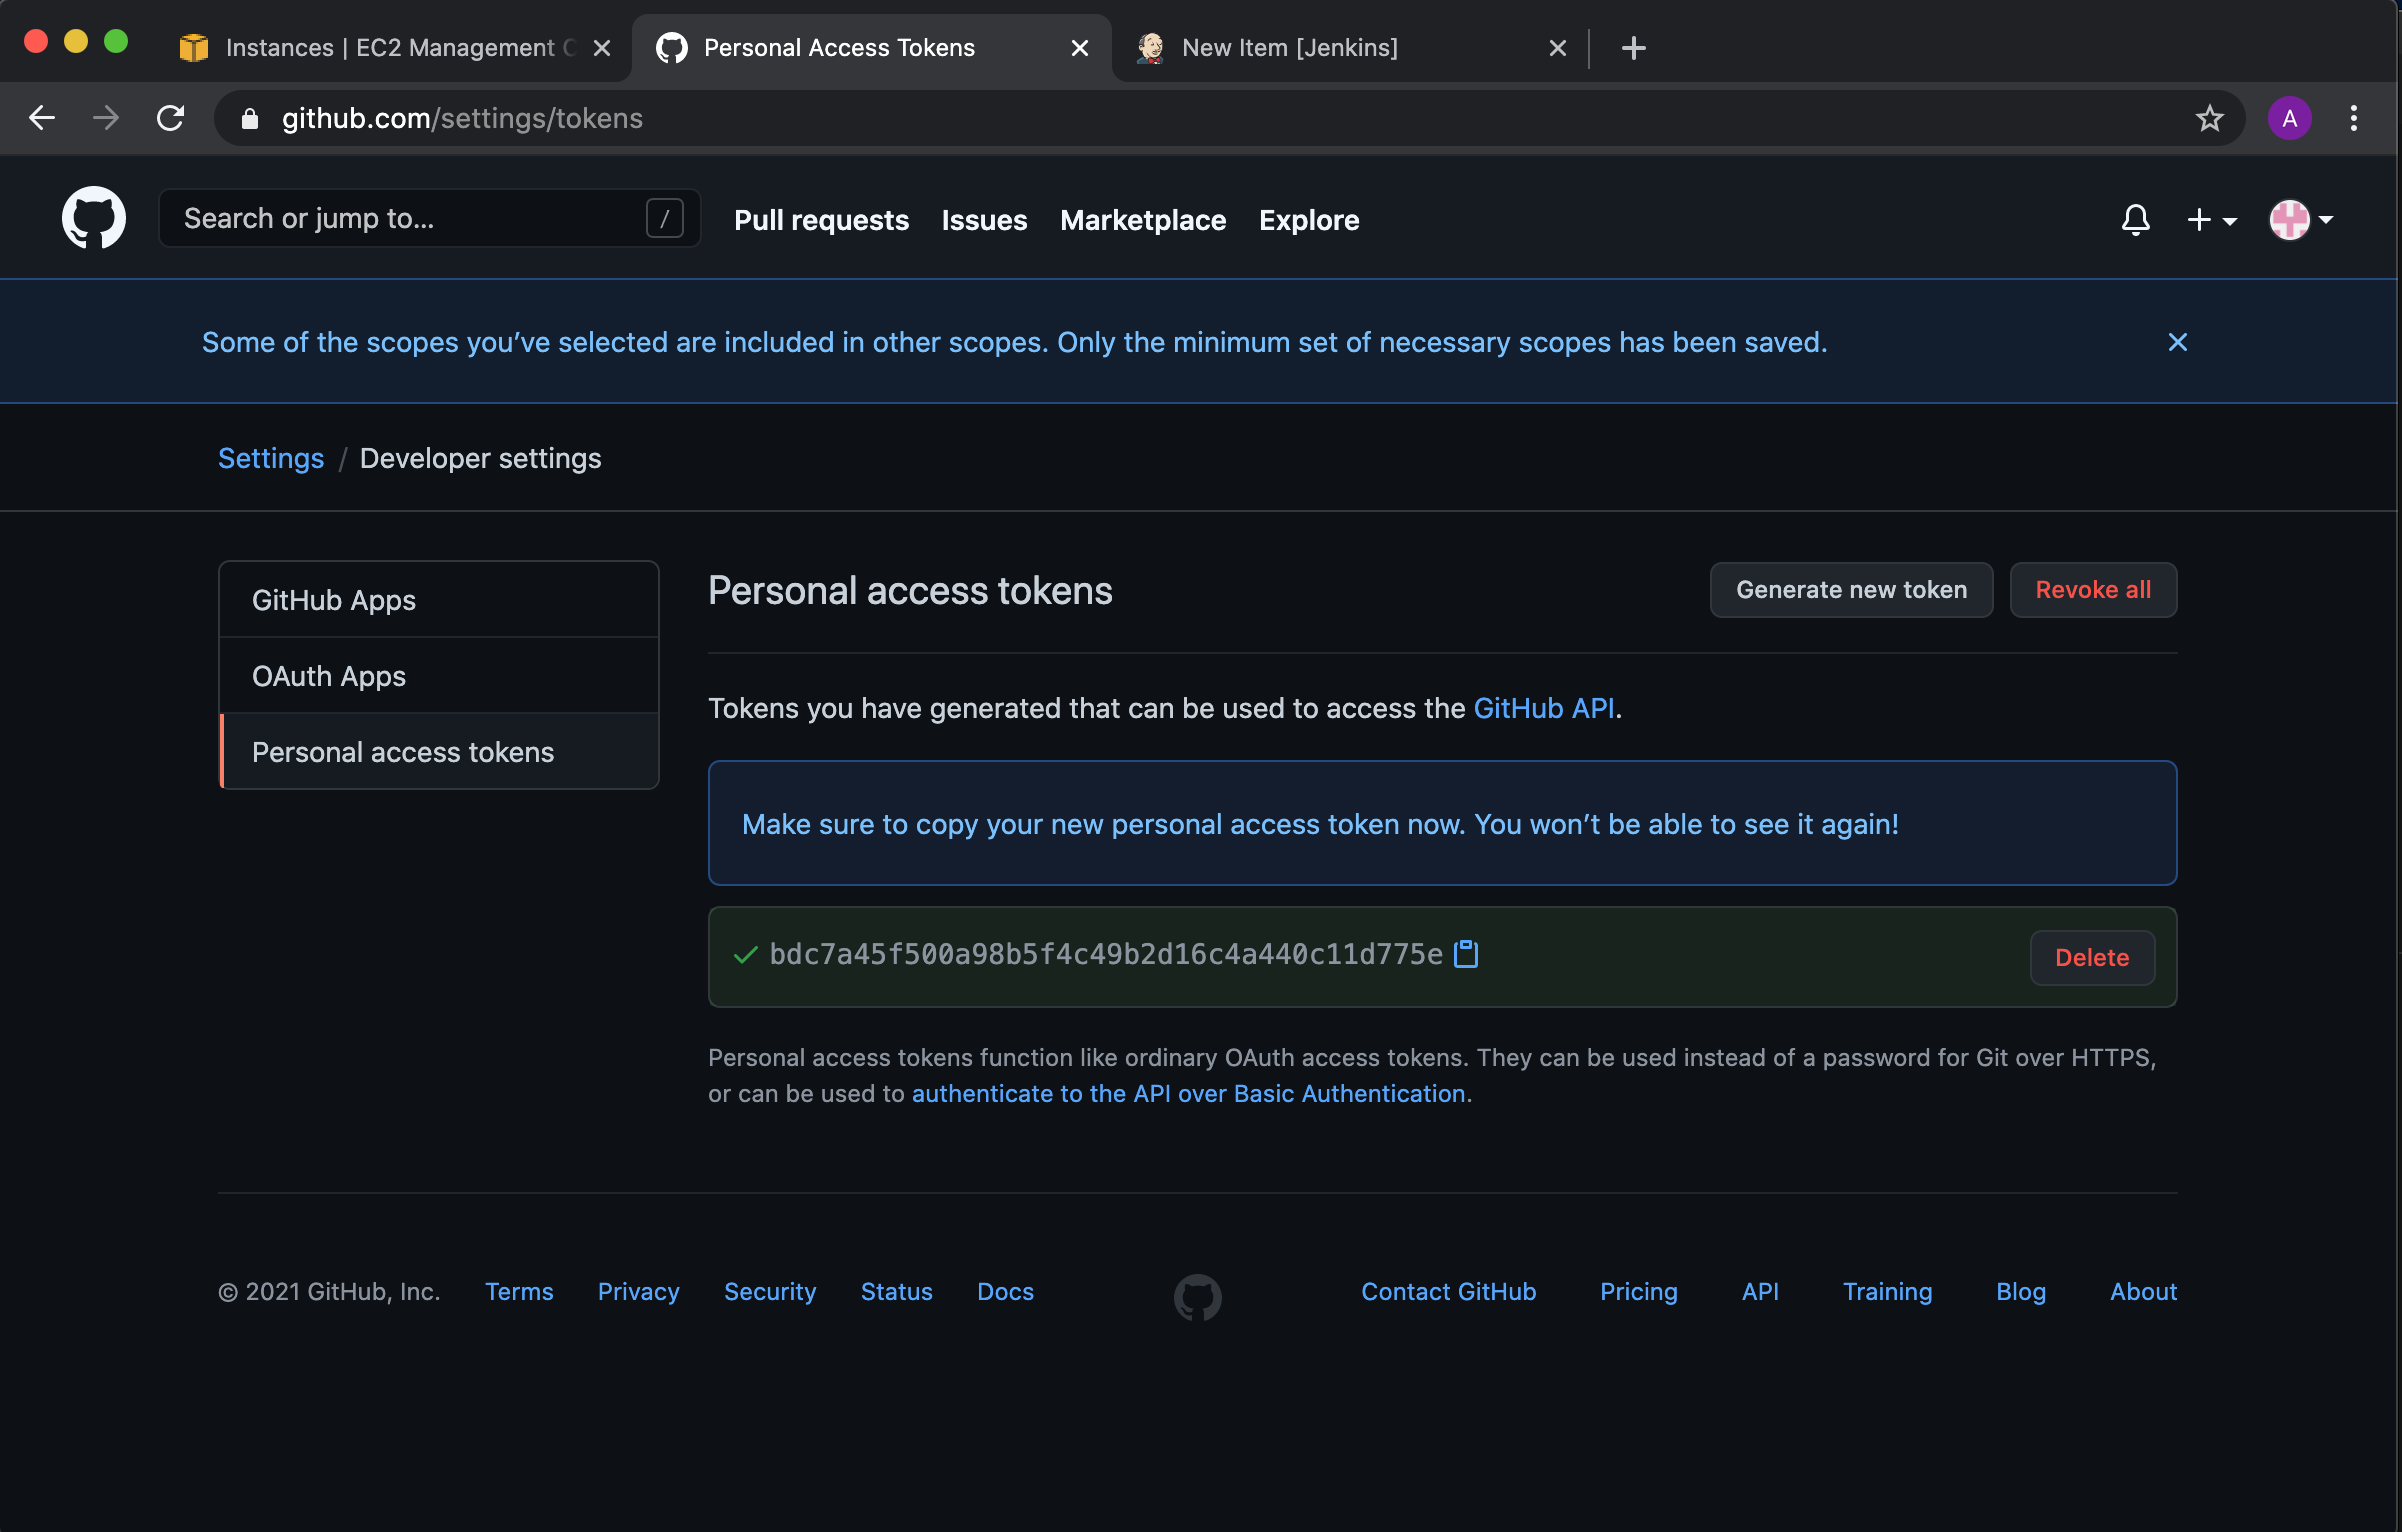 Instances | EC2 Management C
Personal Access Tokens
New Item [Jenkins]
github.com/settings/tokens
A
Search or jump to...
/
Pull requests
Issues
Marketplace
Explore
Some of the scopes you’ve selected are included in other scopes. Only the minimum set of necessary scopes has been saved.
Settings / Developer settings
GitHub Apps
OAuth Apps
Personal access tokens
Personal access tokens
Generate new token
Revoke all
Tokens you have generated that can be used to access the GitHub API.
Make sure to copy your new personal access token now. You won’t be able to see it again!
bdc7a45f500a98b5f4c49b2d16c4a440c11d775e
Delete
Personal access tokens function like ordinary OAuth access tokens. They can be used instead of a password for Git over HTTPS,
or can be used to authenticate to the API over Basic Authentication.
© 2021 GitHub, Inc.
Terms
Privacy
Security
Status
Docs
Contact GitHub
Pricing
API
Training
Blog
About